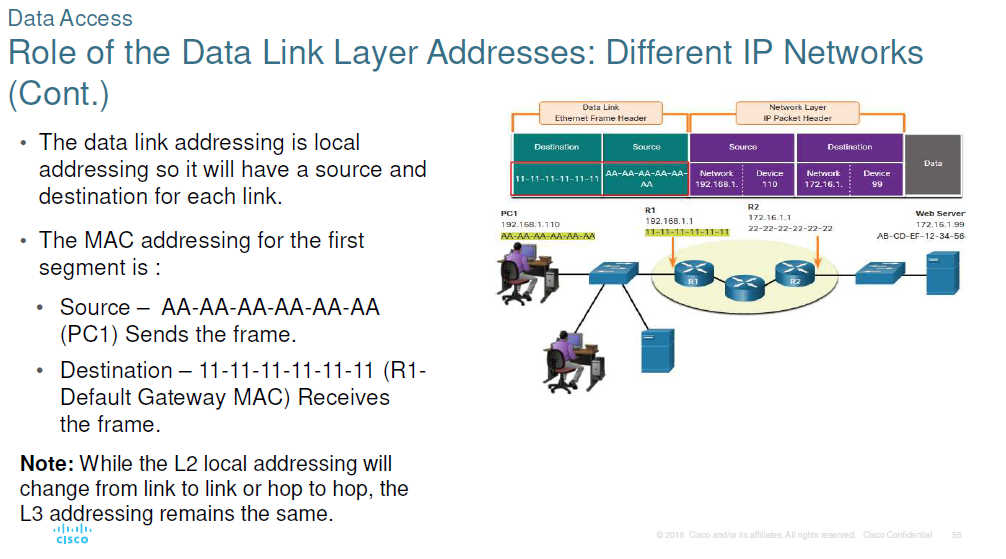 Data Access
Role of the Data Link Layer Addresses: Different IP Networks
(Cont.)
• The data link addressing is local
addressing so it will have a source and
destination for each link.
• The MAC addressing for the first
segment is :
• Source – AA-AA-AA-AA-AA-AA
(PC1) Sends the frame.
• Destination – 11-11-11-11-11-11 (R1-
Default Gateway MAC) Receives
the frame.
Note: While the L2 local addressing will
change from link to link or hop to hop, the
L3 addressing remains the same.
Data Link
Ethernet Frame Header
Network Layer
IP Packet Header
Destination
Source
Source
Destination
Data
11-11-11-11-11-11
AA-AA-AA-AA-AA-
AA
Network
192.168.1.
Device
110
Network
172.16.1.
Device
99
PC1
192.168.1.110
AA-AA-AA-AA-AA-AA
R1
192.168.1.1
11-11-11-11-11-11
R2
172.16.1.1
22-22-22-22-22-22
Web Server
172.16.1.99
AB-CD-EF-12-34-56
R1
R2
cisco
© 2016 Cisco and/or its affiliates. All rights reserved. Cisco Confidential
55